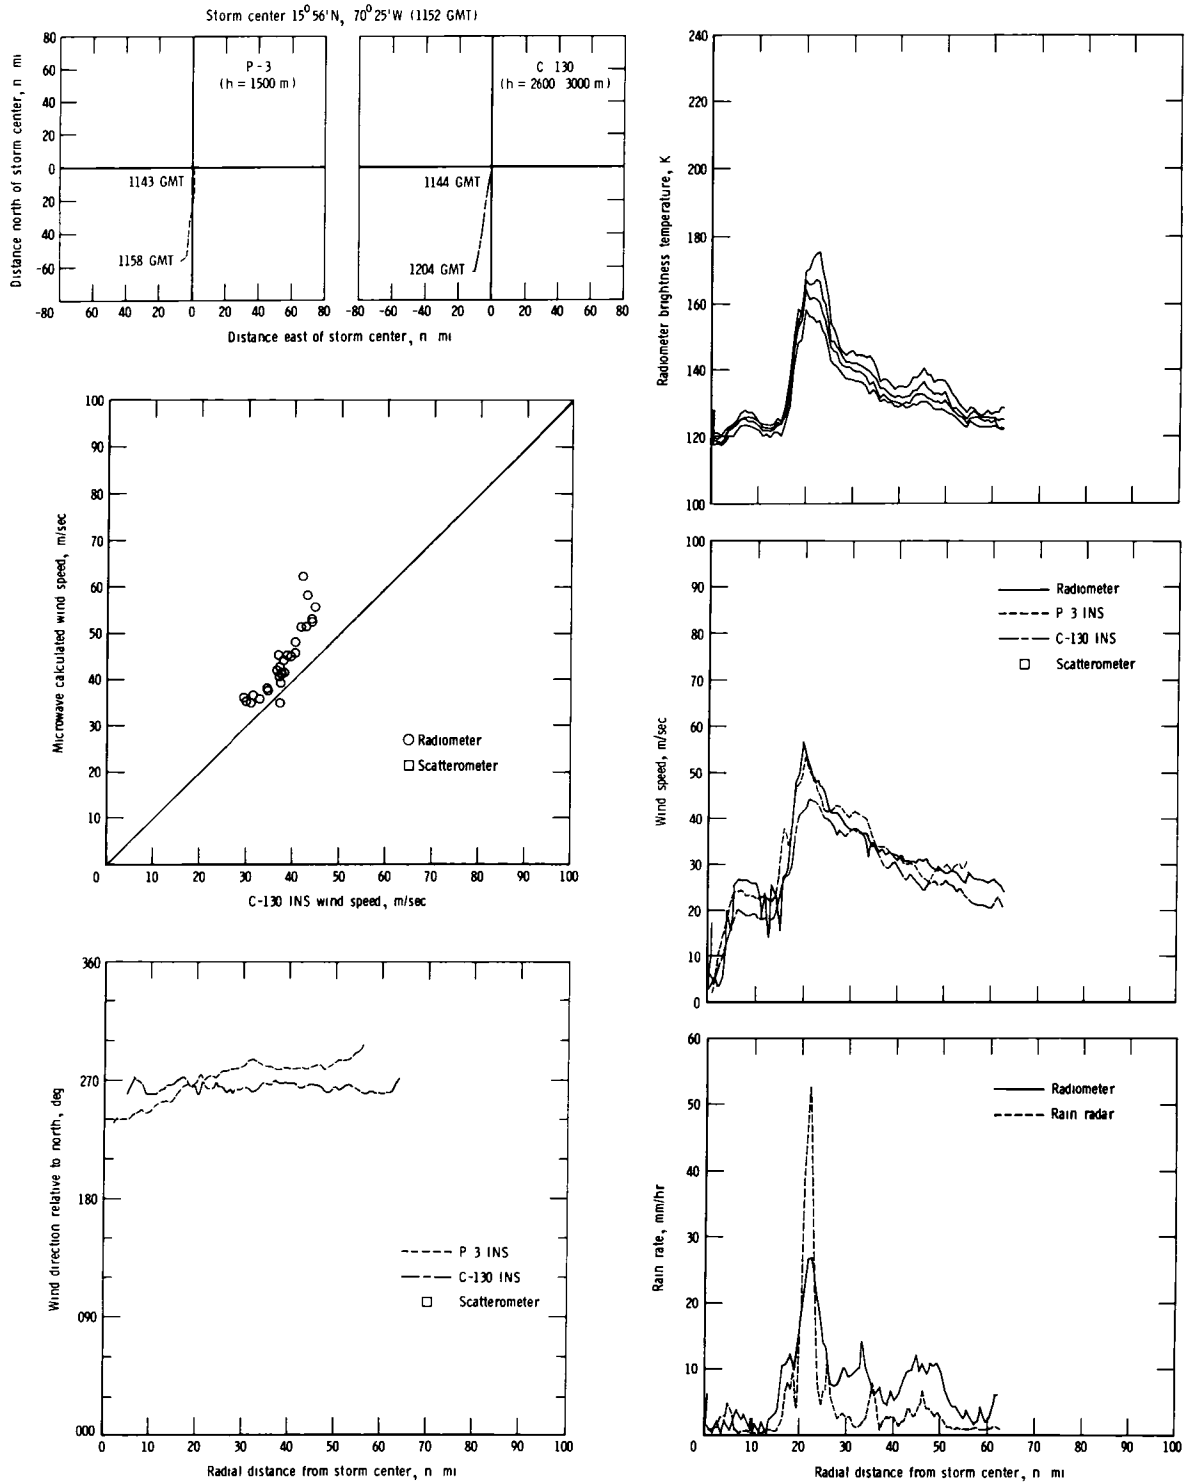 Storm center 15°56'N, 70°25'W (1152 GMT)
P-3
(h = 1500 m)
C 130
(h = 2600 3000 m)
Distance north of storm center, n mi
80
60
40
20
0
-20
-40
-60
-80
1143 GMT
1158 GMT
1144 GMT
1204 GMT
60 40 20 0 20 40 60 80
-80 -60 -40 -20 0 20 40 60 80
Distance east of storm center, n mi
Microwave calculated wind speed, m/sec
100
90
80
70
60
50
40
30
20
10
Radiometer
Scatterometer
0 10 20 30 40 50 60 70 80 90 100
C-130 INS wind speed, m/sec
Wind direction relative to north, deg
360
270
180
090
000
P 3 INS
C-130 INS
Scatterometer
0 10 20 30 40 50 60 70 80 90 100
Radial distance from storm center, n mi
Radiometer brightness temperature, K
240
220
200
180
160
140
120
100
Wind speed, m/sec
100
90
80
70
60
50
40
30
20
10
0
Radiometer
P 3 INS
C-130 INS
Scatterometer
Rain rate, mm/hr
60
50
40
30
20
10
Radiometer
Rain radar
0 10 20 30 40 50 60 70 80 90 100
Radial distance from storm center, n mi